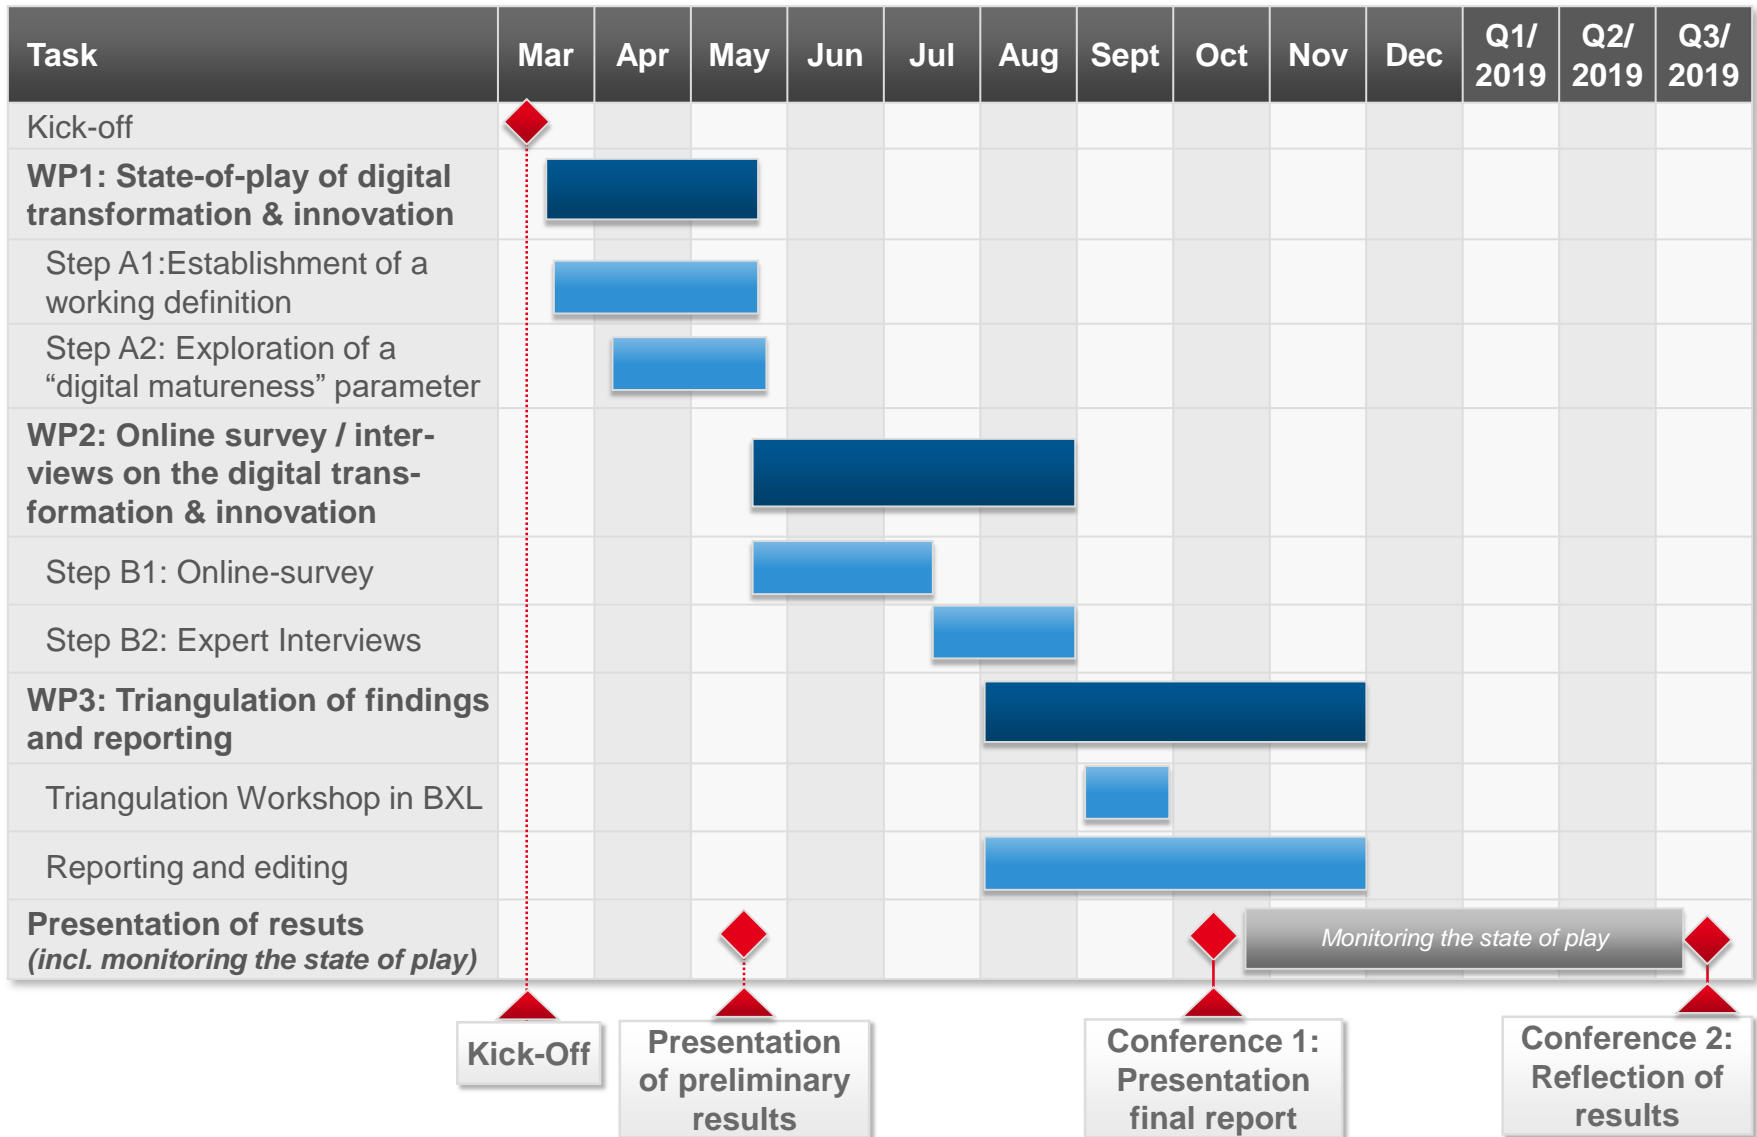 Task
Mar
Apr
May
Jun
Jul
Aug
Sept
Oct
Nov
Dec
Q1/
2019
Q2/
2019
Q3/
2019
Kick-off
WP1: State-of-play of digital
transformation & innovation
Step A1:Establishment of a
working definition
Step A2: Exploration of a
“digital matureness” parameter
WP2: Online survey / inter-
views on the digital trans-
formation & innovation
Step B1: Online-survey
Step B2: Expert Interviews
WP3: Triangulation of findings
and reporting
Triangulation Workshop in BXL
Reporting and editing
Presentation of resuts
(incl. monitoring the state of play)
Monitoring the state of play
Kick-Off
Presentation
of preliminary
results
Conference 1:
Presentation
final report
Conference 2:
Reflection of
results